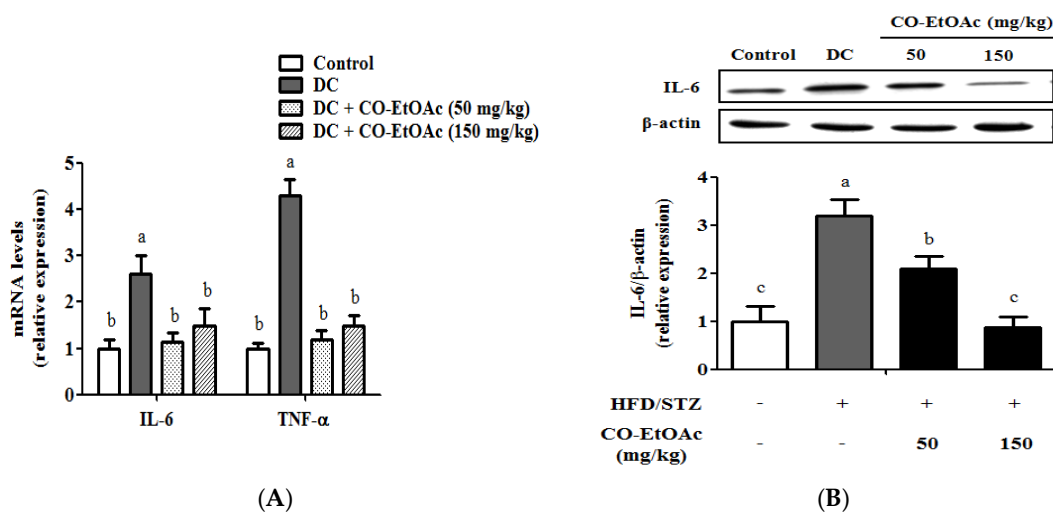 Control
DC
DC + CO-EtOAc (50 mg/kg)
DC + CO-EtOAc (150 mg/kg)
mRNA levels
(relative expression)
5
4
3
2
1
0
a
a
b
b
b
b
b
b
IL-6
TNF-α
(A)
CO-EtOAc (mg/kg)
Control DC 50 150
IL-6
β-actin
IL-6/β-actin
(relative expression)
4
3
2
1
0
c
a
b
c
HFD/STZ - + + +
CO-EtOAc - - 50 150
(mg/kg)
(B)